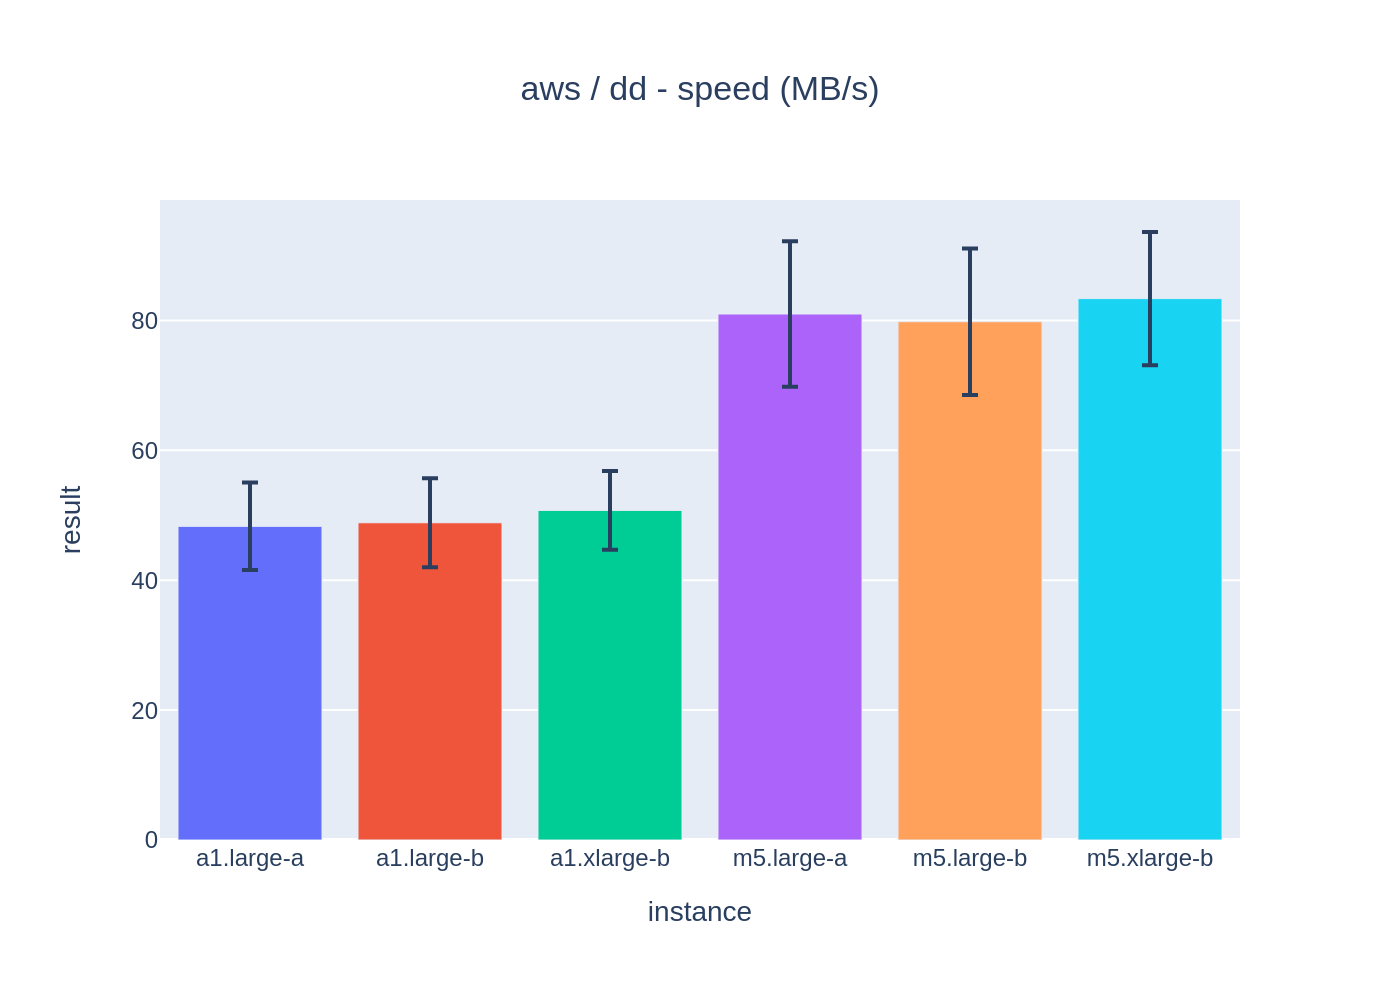 aws / dd - speed (MB/s)
80
60
40
20
0
result
a1.large-a
a1.large-b
a1.xlarge-b
m5.large-a
m5.large-b
m5.xlarge-b
instance